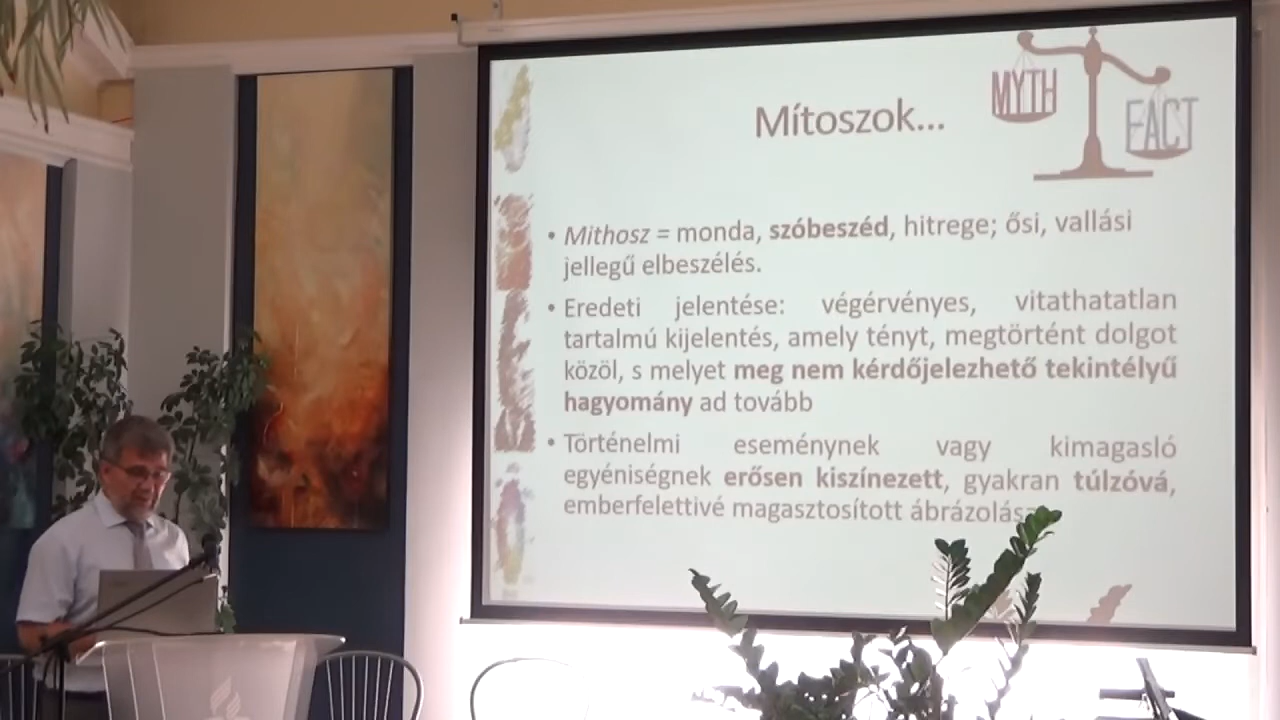 Mítoszok...
MYTH
FACT
• Mithosz = monda, szóbeszéd, hitrege; ősi, vallási
jellegű elbeszélés.
• Eredeti jelentése: végérvényes, vitathatatlan
tartalmú kijelentés, amely tényt, megtörtént dolgot
közöl, s melyet meg nem kérdőjelezhető tekintélyű
hagyomány ad tovább
• Történelmi eseménynek vagy kimagasló
egyéniségnek erősen kiszínezett, gyakran túlzóvá,
emberfelettivé magasztosított